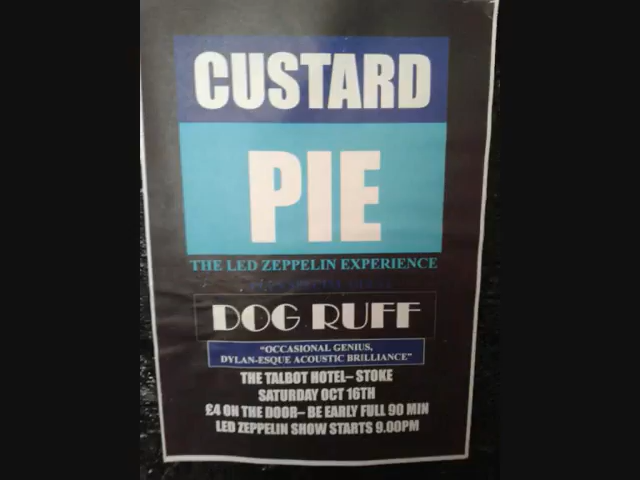 CUSTARD
PIE
THE LED ZEPPELIN EXPERIENCE
DOG RUFF
"OCCASIONAL GENIUS,
DYLAN-ESQUE ACOUSTIC BRILLIANCE"
THE TALBOT HOTEL– STOKE
SATURDAY OCT 16TH
£4 ON THE DOOR– BE EARLY FULL 90 MIN
LED ZEPPELIN SHOW STARTS 9.00PM